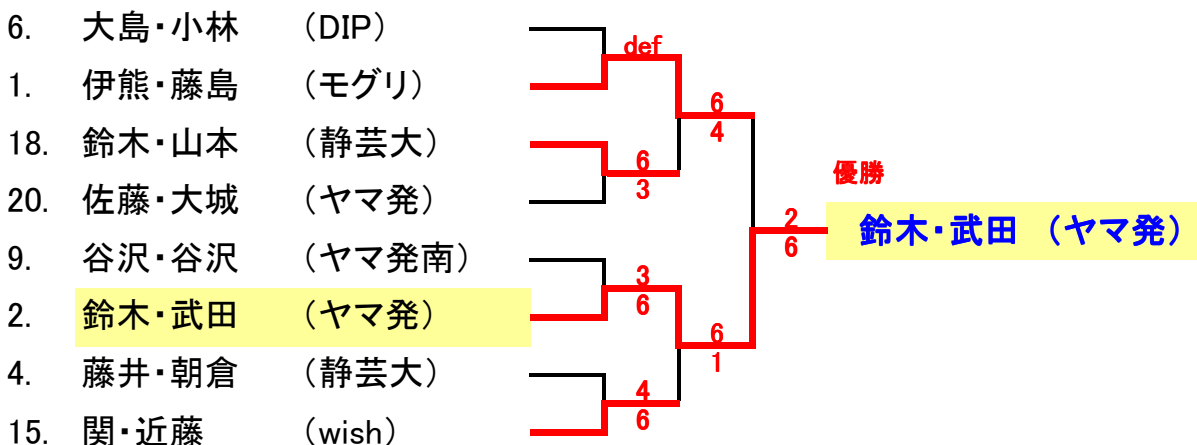 6. 大島・小林 （DIP）
1. 伊熊・藤島 （モグリ）
18. 鈴木・山本 （静芸大）
20. 佐藤・大城 （ヤマ発）
9. 谷沢・谷沢 （ヤマ発南）
2. 鈴木・武田 （ヤマ発）
4. 藤井・朝倉 （静芸大）
15. 関・近藤 （wish）
def
6
3
3
6
4
6
6
4
6
1
2
6
優勝
鈴木・武田 （ヤマ発）